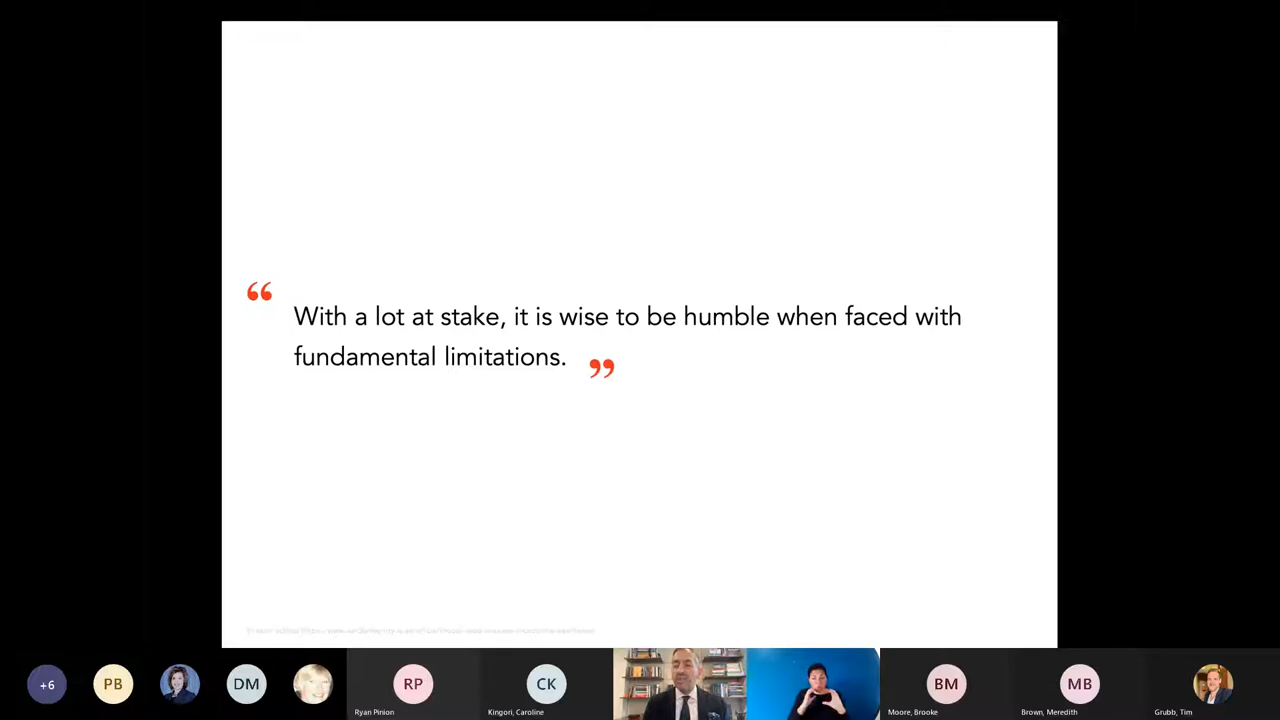 “ With a lot at stake, it is wise to be humble when faced with
fundamental limitations. ”
+6
PB
DM
RP
Ryan Pinion
CK
Kingori, Caroline
BM
Moore, Brooke
MB
Brown, Meredith
Grubb, Tim